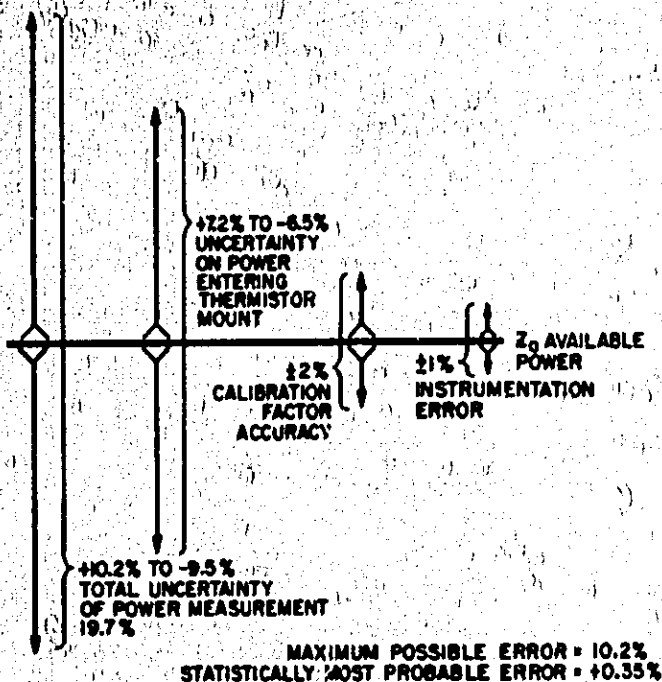 +7.2% TO -6.5%
UNCERTAINTY
ON POWER
ENTERING
THERMISTOR
MOUNT
±2%
CALIBRATION
FACTOR
ACCURACY
±1%
INSTRUMENTATION
ERROR
Z0 AVAILABLE
POWER
+10.2% TO -9.5%
TOTAL UNCERTAINTY
OF POWER MEASUREMENT
19.7%
MAXIMUM POSSIBLE ERROR = 10.2%
STATISTICALLY MOST PROBABLE ERROR = +0.35%